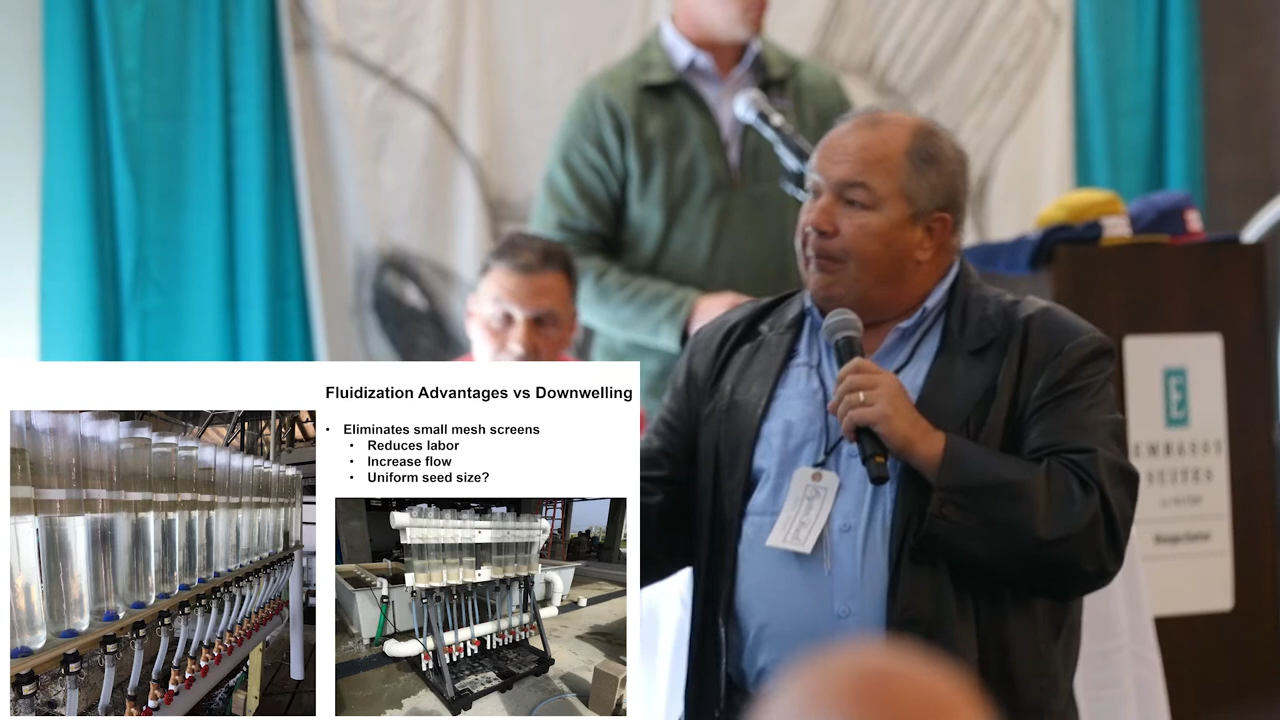 Fluidization Advantages vs Downwelling
• Eliminates small mesh screens
• Reduces labor
• Increase flow
• Uniform seed size?
E
EMBASSY
SUITES